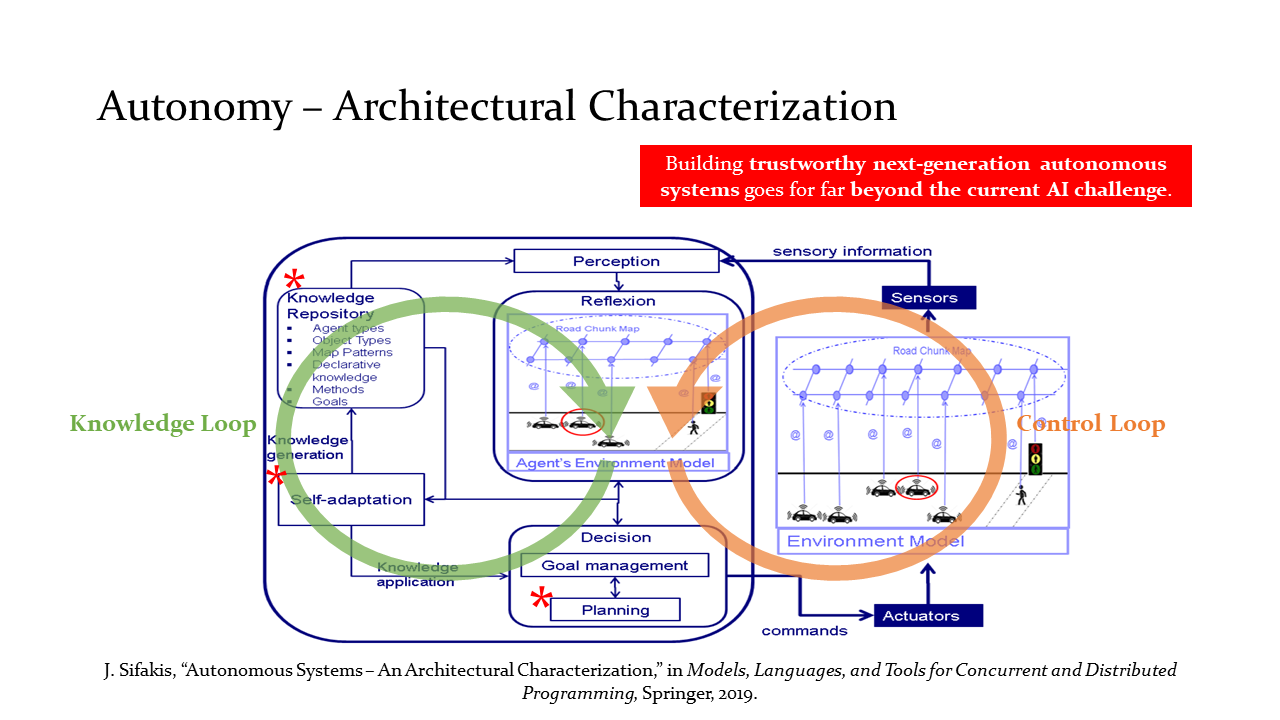 Autonomy – Architectural Characterization
Building trustworthy next-generation autonomous
systems goes for far beyond the current AI challenge.
sensory information
Perception
Sensors
*
Knowledge
Repository
▪ Agent types
▪ Object Types
▪ Map Patterns
▪ Declarative
knowledge
▪ Methods
▪ Goals
Reflexion
Road Chunk Map
@ @ @ @
Agent's Environment Model
Road Chunk Map
@ @ @ @ @ @
Environment Model
Knowledge Loop
Control Loop
Knowledge
generation
*
Self-adaptation
Knowledge
application
Decision
Goal management
*
Planning
commands
Actuators
J. Sifakis, “Autonomous Systems – An Architectural Characterization,” in Models, Languages, and Tools for Concurrent and Distributed
Programming, Springer, 2019.